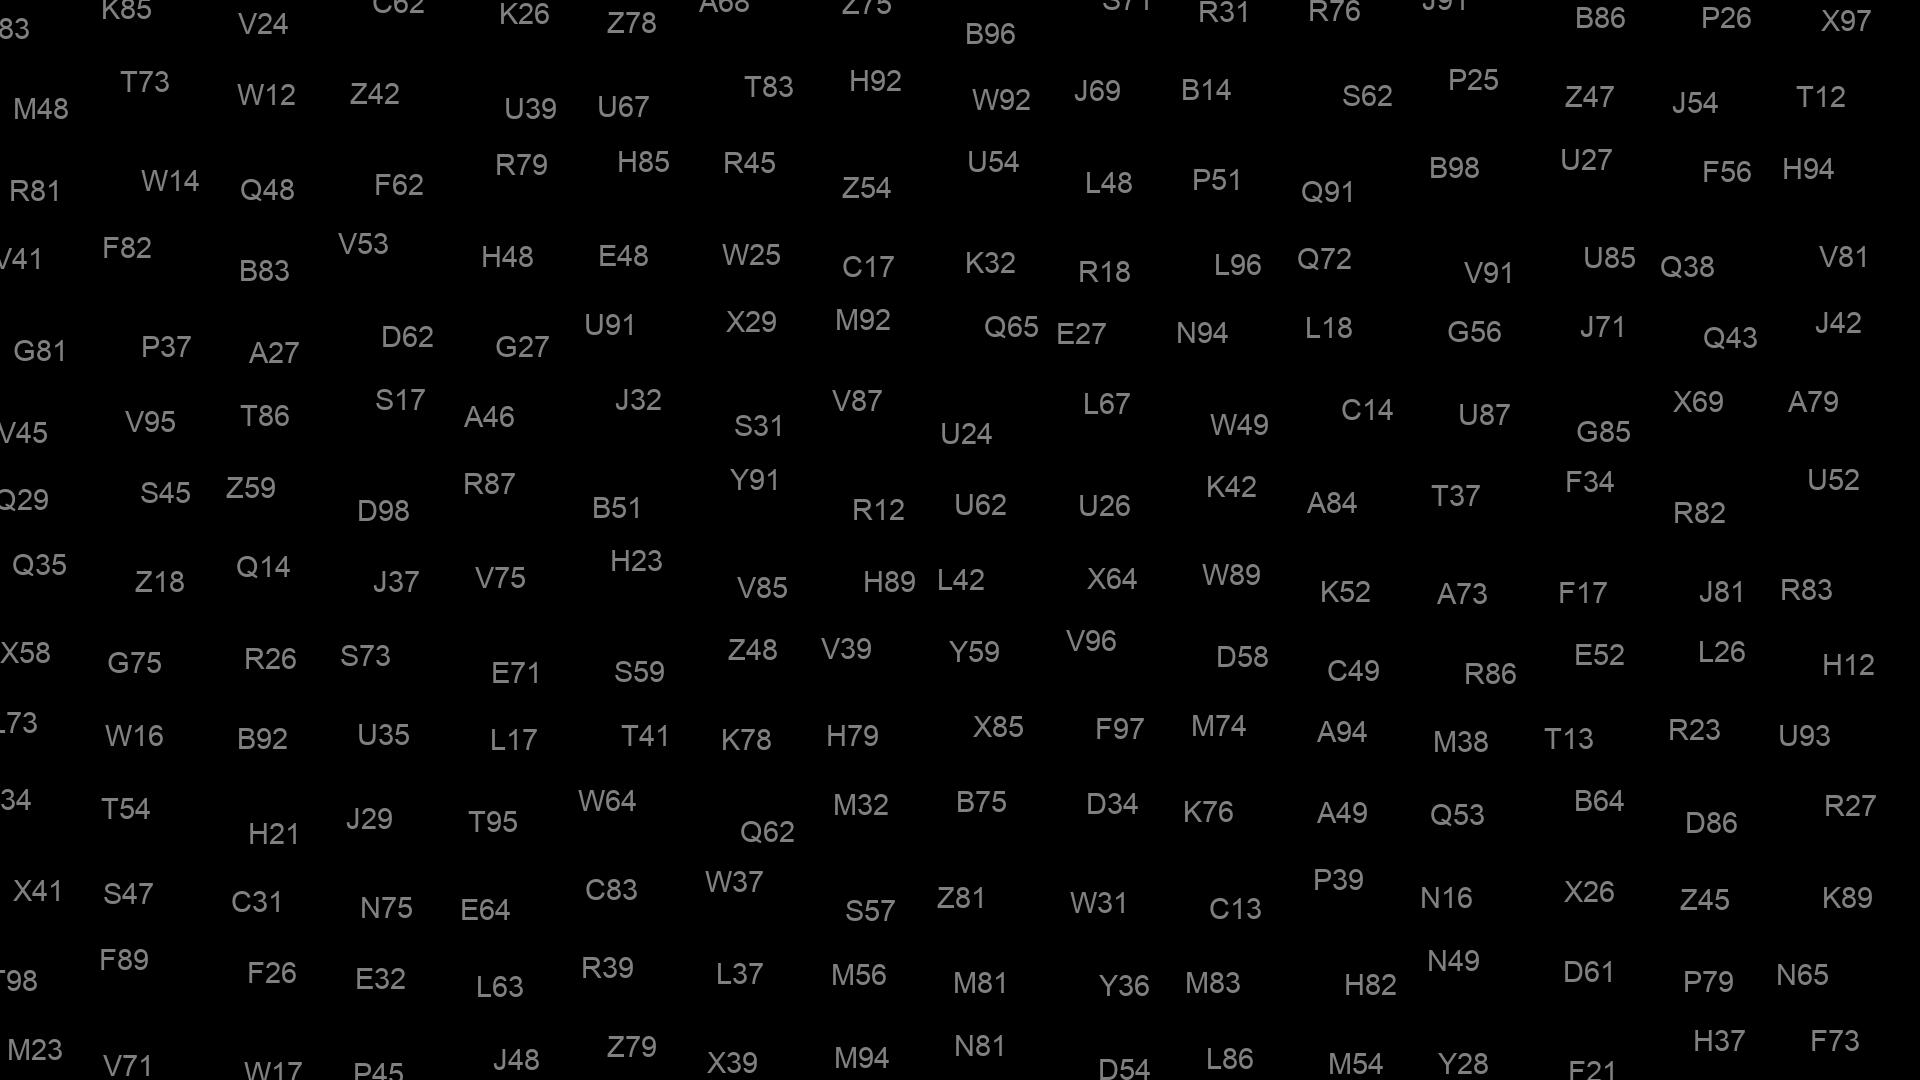 K85 V24 C62 K26 Z78 A68 Z75 B96 S71 R31 R76 J91 B86 P26 X97
M48 T73 W12 Z42 U39 U67 T83 H92 W92 J69 B14 S62 P25 Z47 J54 T12
R81 W14 Q48 F62 R79 H85 R45 Z54 U54 L48 P51 Q91 B98 U27 F56 H94
V41 F82 B83 V53 H48 E48 W25 C17 K32 R18 L96 Q72 V91 U85 Q38 V81
G81 P37 A27 D62 G27 U91 X29 M92 Q65 E27 N94 L18 G56 J71 Q43 J42
V45 V95 T86 S17 A46 J32 S31 V87 U24 L67 W49 C14 U87 G85 X69 A79
Q29 S45 Z59 D98 R87 B51 Y91 R12 U62 U26 K42 A84 T37 F34 R82 U52
Q35 Z18 Q14 J37 V75 H23 V85 H89 L42 X64 W89 K52 A73 F17 J81 R83
X58 G75 R26 S73 E71 S59 Z48 V39 Y59 V96 D58 C49 R86 E52 L26 H12
L73 W16 B92 U35 L17 T41 K78 H79 X85 F97 M74 A94 M38 T13 R23 U93
T54 H21 J29 T95 W64 Q62 M32 B75 D34 K76 A49 Q53 B64 D86 R27
X41 S47 C31 N75 E64 C83 W37 S57 Z81 W31 C13 P39 N16 X26 Z45 K89
T98 F89 F26 E32 L63 R39 L37 M56 M81 Y36 M83 H82 N49 D61 P79 N65
M23 V71 W17 P45 J48 Z79 X39 M94 N81 D54 L86 M54 Y28 F21 H37 F73